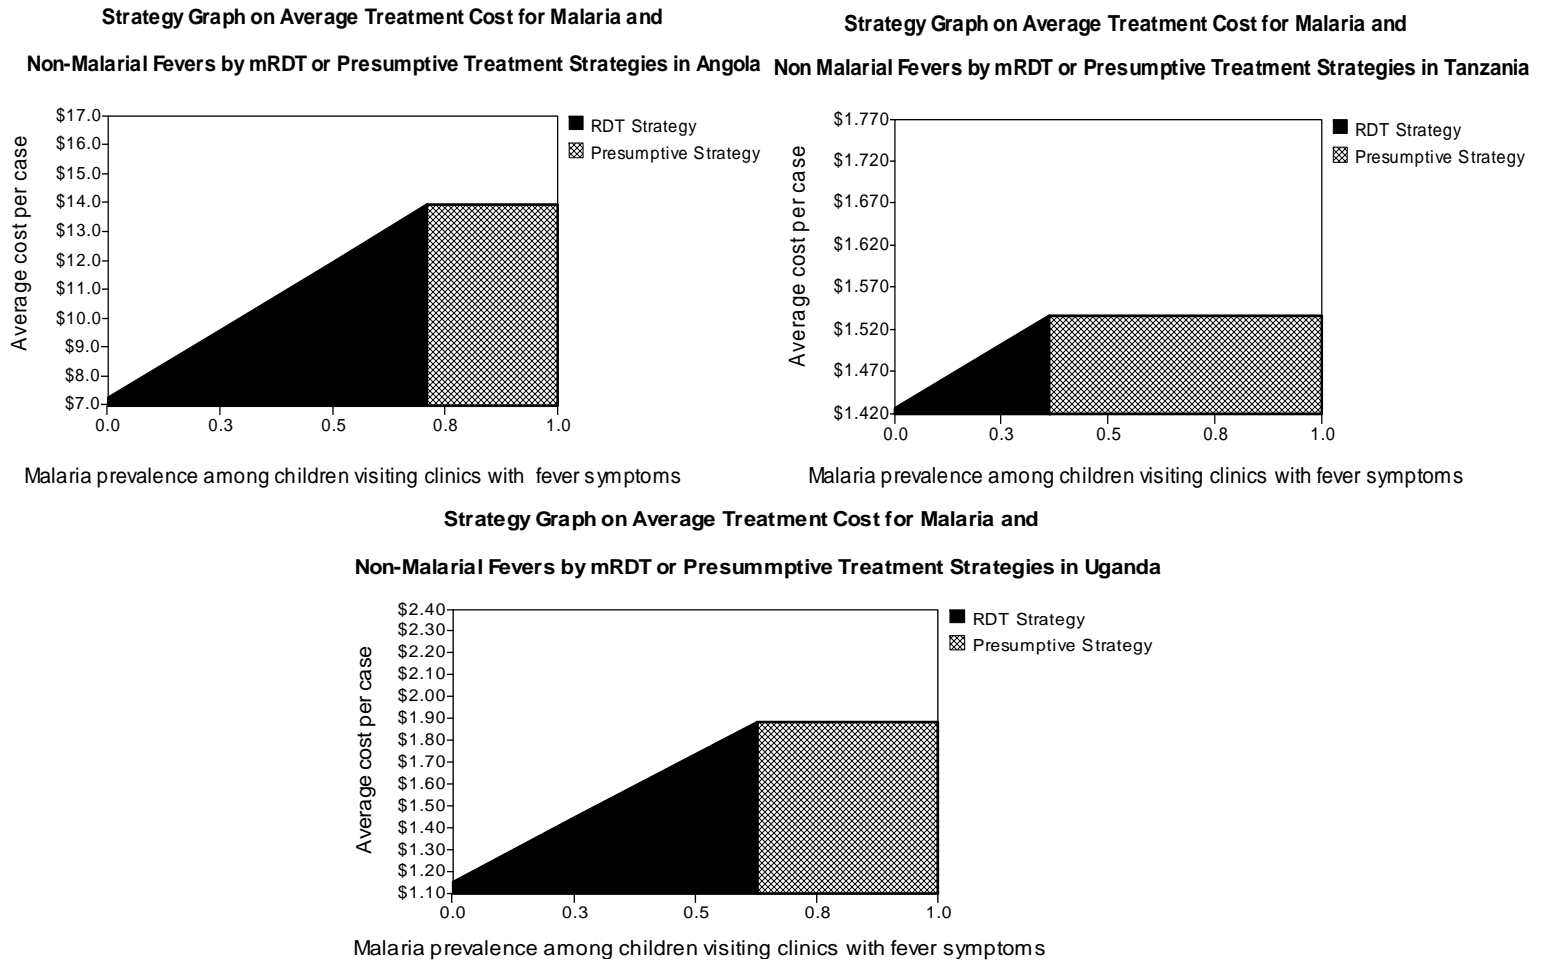 Strategy Graph on Average Treatment Cost for Malaria and
Non-Malarial Fevers by mRDT or Presumptive Treatment Strategies in Angola
Average cost per case
$17.0
$16.0
$15.0
$14.0
$13.0
$12.0
$11.0
$10.0
$9.0
$8.0
$7.0
0.0 0.3 0.5 0.8 1.0
RDT Strategy
Presumptive Strategy
Malaria prevalence among children visiting clinics with fever symptoms
Strategy Graph on Average Treatment Cost for Malaria and
Non Malarial Fevers by mRDT or Presumptive Treatment Strategies in Tanzania
Average cost per case
$1.770
$1.720
$1.670
$1.620
$1.570
$1.520
$1.470
$1.420
0.0 0.3 0.5 0.8 1.0
RDT Strategy
Presumptive Strategy
Malaria prevalence among children visiting clinics with fever symptoms
Strategy Graph on Average Treatment Cost for Malaria and
Non-Malarial Fevers by mRDT or Presummptive Treatment Strategies in Uganda
Average cost per case
$2.40
$2.30
$2.20
$2.10
$2.00
$1.90
$1.80
$1.70
$1.60
$1.50
$1.40
$1.30
$1.20
$1.10
0.0 0.3 0.5 0.8 1.0
RDT Strategy
Presumptive Strategy
Malaria prevalence among children visiting clinics with fever symptoms